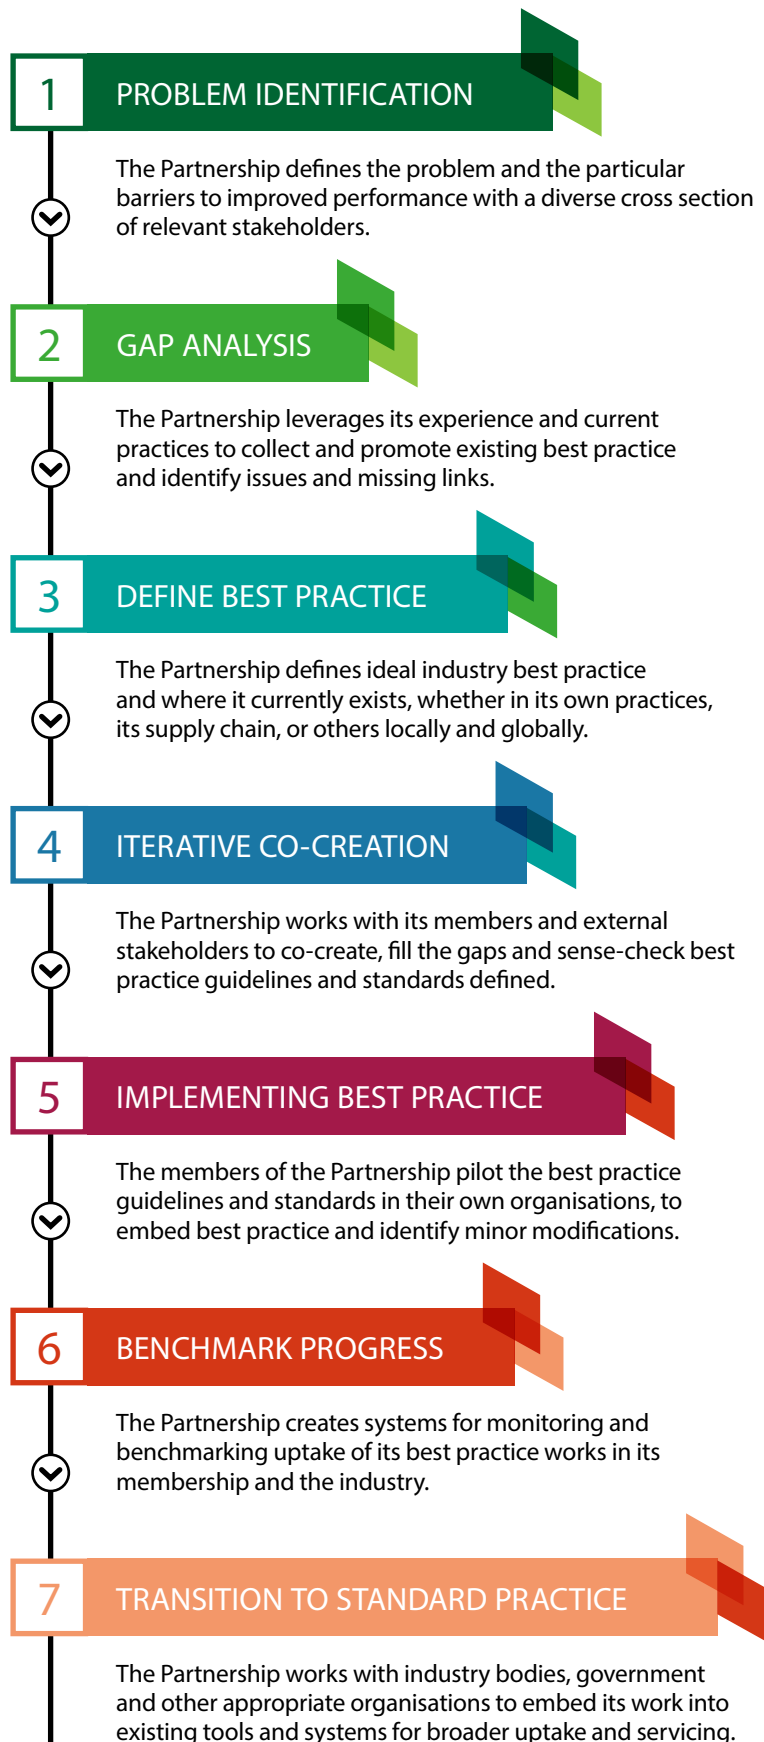 1
PROBLEM IDENTIFICATION
The Partnership defines the problem and the particular
barriers to improved performance with a diverse cross section
of relevant stakeholders.
2
GAP ANALYSIS
The Partnership leverages its experience and current
practices to collect and promote existing best practice
and identify issues and missing links.
3
DEFINE BEST PRACTICE
The Partnership defines ideal industry best practice
and where it currently exists, whether in its own practices,
its supply chain, or others locally and globally.
4
ITERATIVE CO-CREATION
The Partnership works with its members and external
stakeholders to co-create, fill the gaps and sense-check best
practice guidelines and standards defined.
5
IMPLEMENTING BEST PRACTICE
The members of the Partnership pilot the best practice
guidelines and standards in their own organisations, to
embed best practice and identify minor modifications.
6
BENCHMARK PROGRESS
The Partnership creates systems for monitoring and
benchmarking uptake of its best practice works in its
membership and the industry.
7
TRANSITION TO STANDARD PRACTICE
The Partnership works with industry bodies, government
and other appropriate organisations to embed its work into
existing tools and systems for broader uptake and servicing.